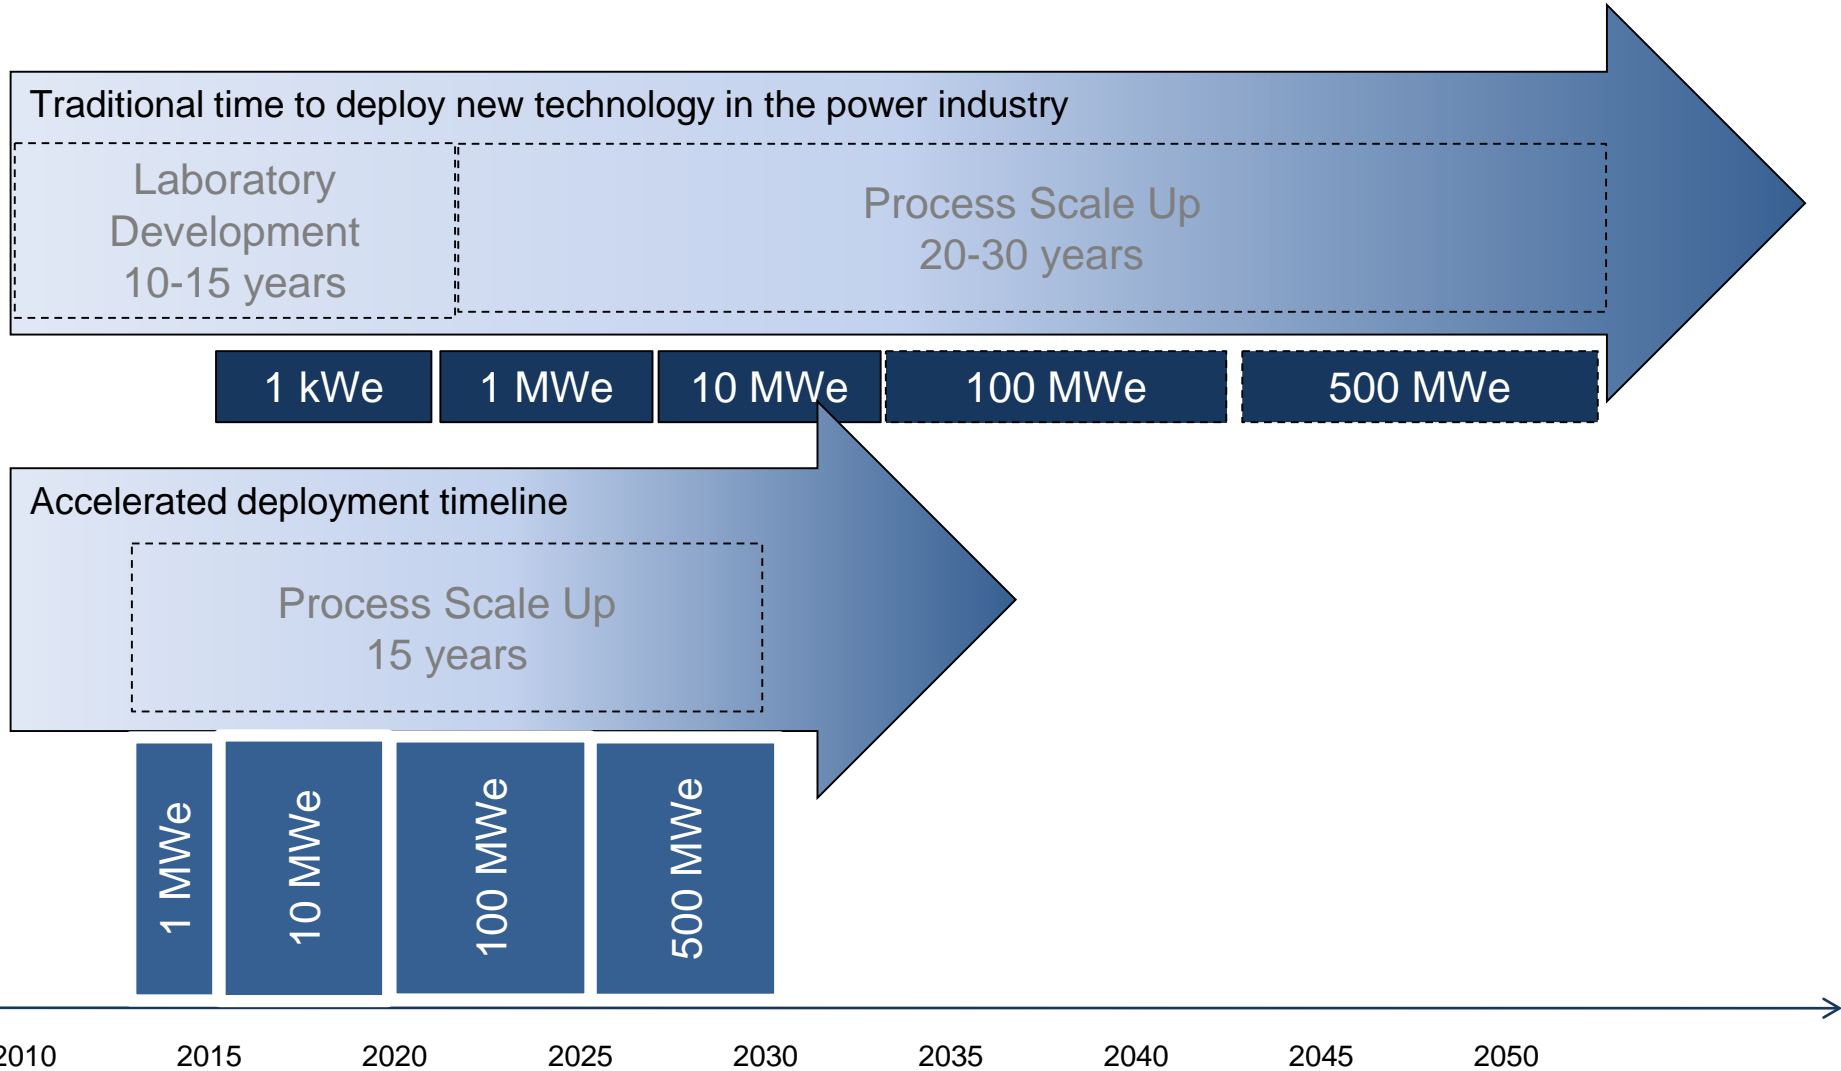 Traditional time to deploy new technology in the power industry
Laboratory
Development
10-15 years
Process Scale Up
20-30 years
1 kWe
1 MWe
10 MWe
100 MWe
500 MWe
Accelerated deployment timeline
Process Scale Up
15 years
1 MWe
10 MWe
100 MWe
500 MWe
2010 2015 2020 2025 2030 2035 2040 2045 2050